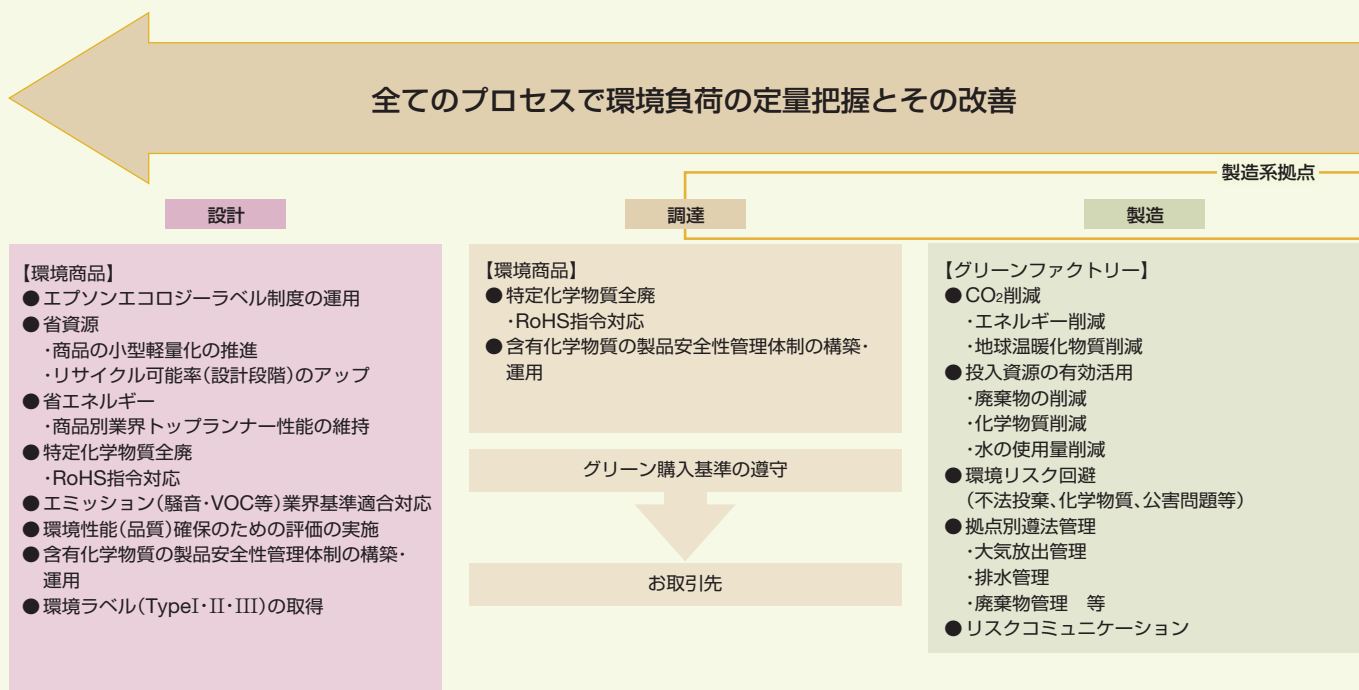 全てのプロセスで環境負荷の定量把握とその改善
製造系拠点
設計
【環境商品】
●エプソンエコロジーラベル制度の運用
●省資源
・商品の小型軽量化の推進
・リサイクル可能率(設計段階)のアップ
●省エネルギー
・商品別業界トップランナー性能の維持
●特定化学物質全廃
・RoHS指令対応
●エミッション(騒音・VOC等)業界基準適合対応
●環境性能(品質)確保のための評価の実施
●含有化学物質の製品安全性管理体制の構築・
運用
●環境ラベル(TypeI・II・III)の取得
調達
【環境商品】
●特定化学物質全廃
・RoHS指令対応
●含有化学物質の製品安全性管理体制の構築・
運用
グリーン購入基準の遵守
お取引先
製造
【グリーンファクトリー】
●CO₂削減
・エネルギー削減
・地球温暖化物質削減
●投入資源の有効活用
・廃棄物の削減
・化学物質削減
・水の使用量削減
●環境リスク回避
(不法投棄、化学物質、公害問題等)
●拠点別遵法管理
・大気放出管理
・排水管理
・廃棄物管理　等
●リスクコミュニケーション